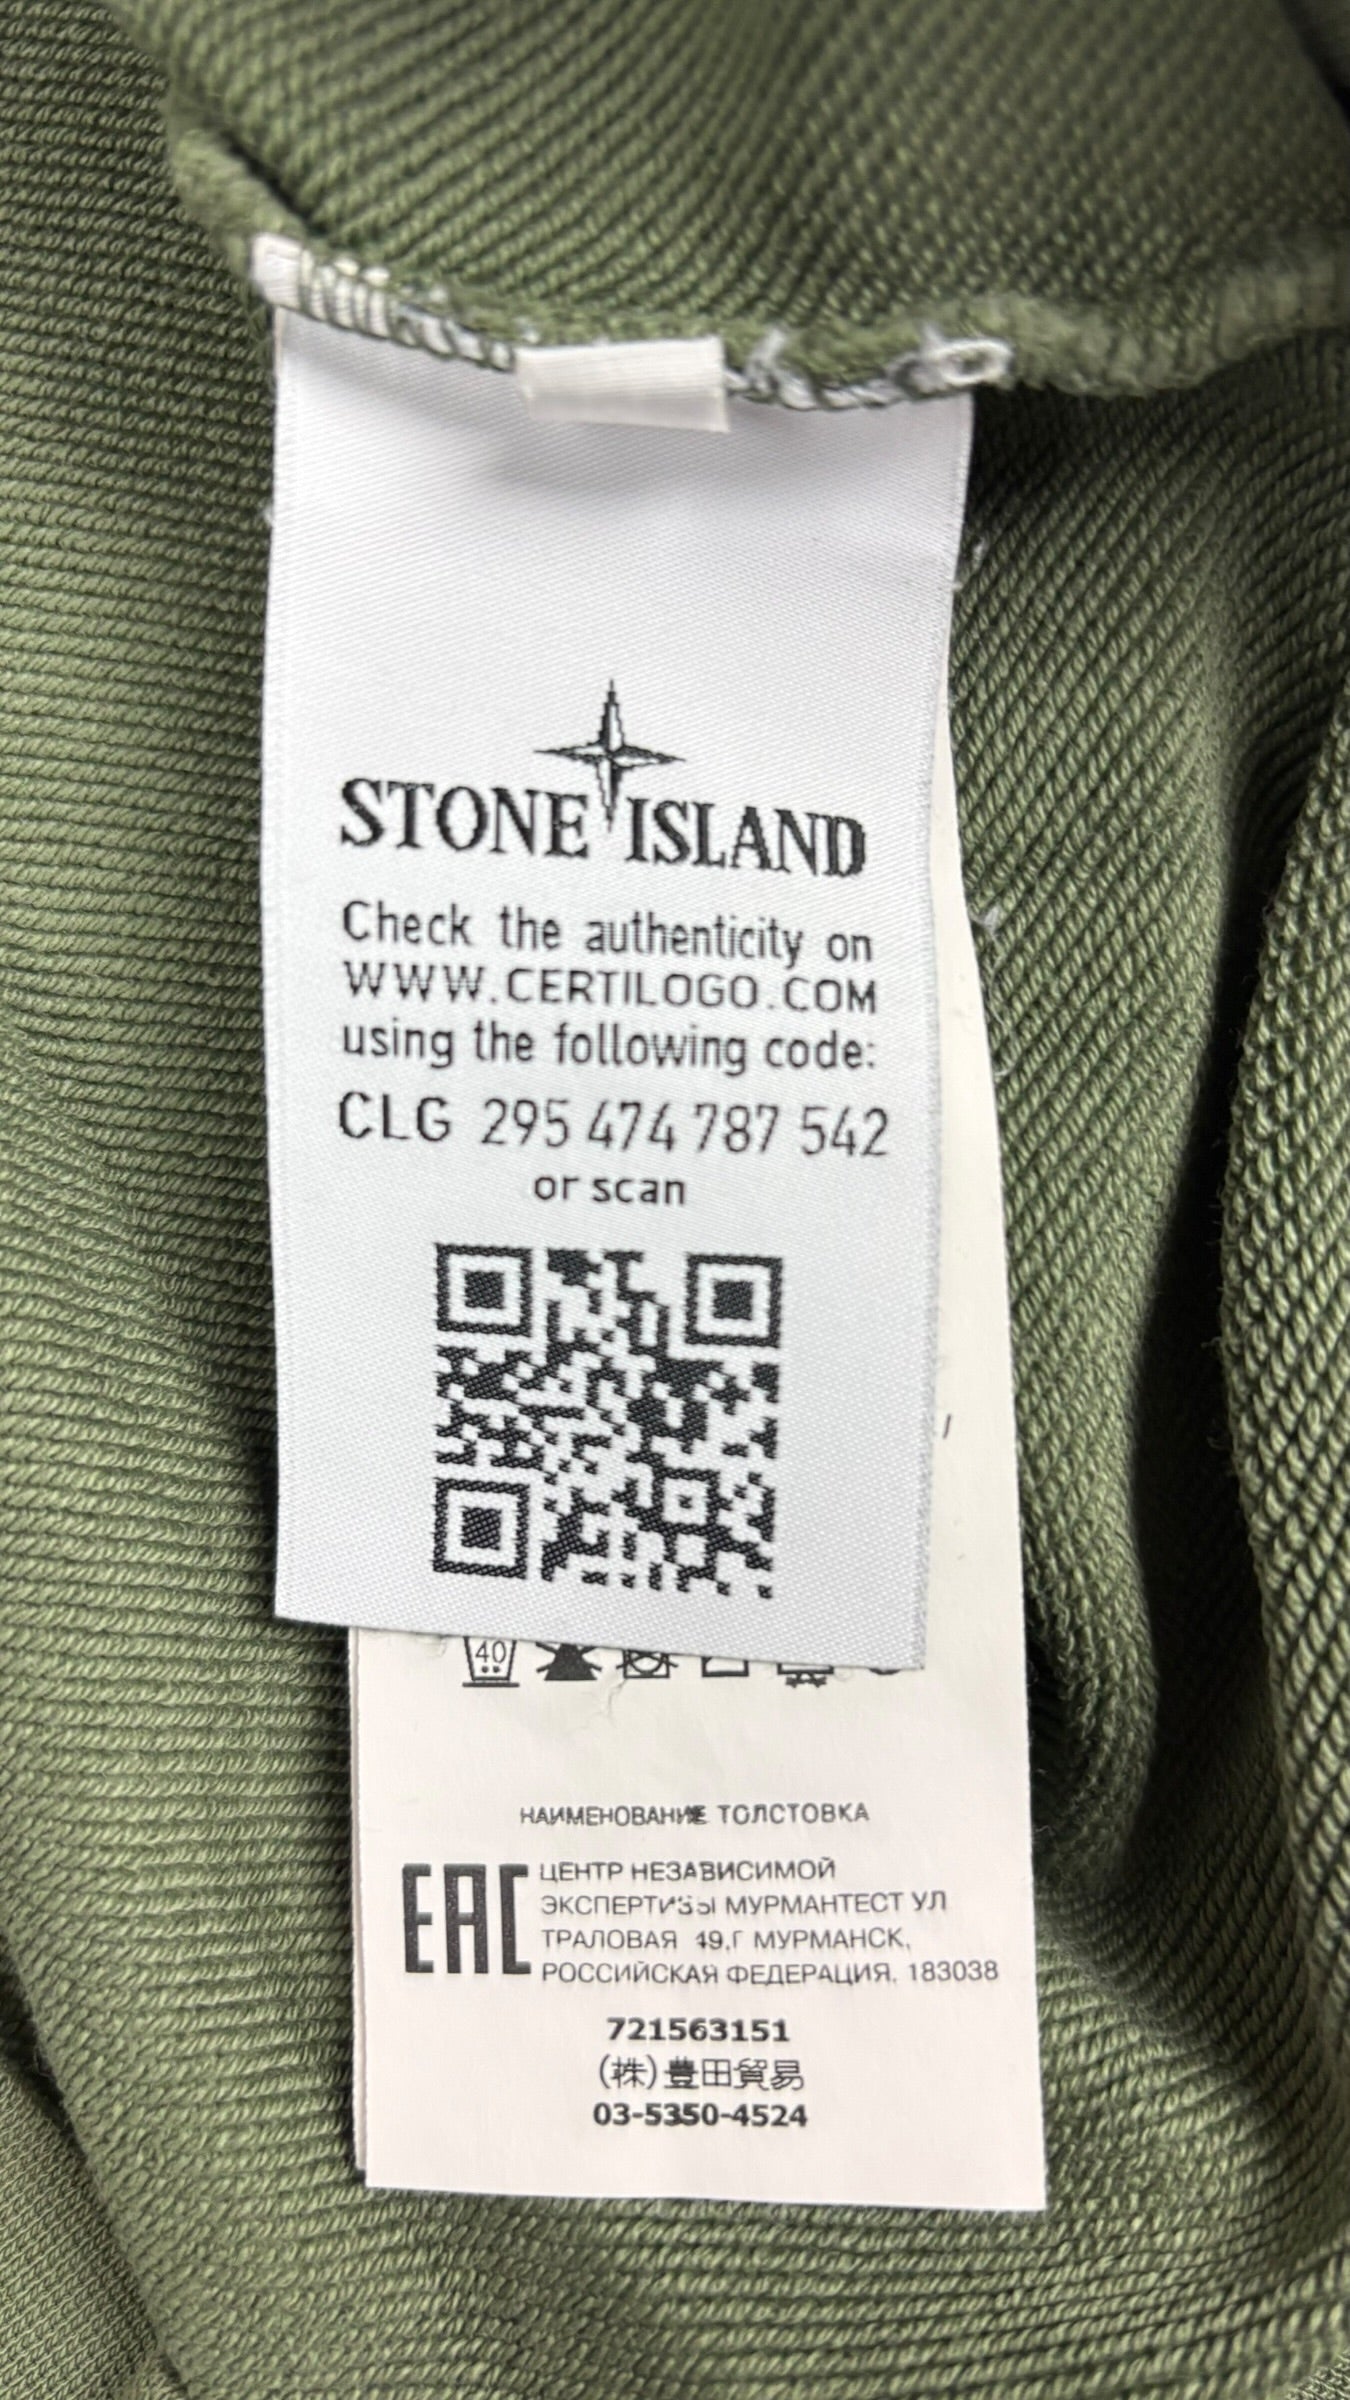 STONE ISLAND
Check the authenticity on
WWW.CERTILOGO.COM
using the following code:
CLG 295 474 787 542
or scan
40
НАИМЕНОВАНИЕ ТОЛСТОВКА
EAC
ЦЕНТР НЕЗАВИСИМОЙ
ЭКСПЕРТИЗЫ МУРМАНТЕСТ УЛ
ТРАЛОВАЯ 49,Г МУРМАНСК,
РОССИЙСКАЯ ФЕДЕРАЦИЯ, 183038
721563151
(株)豊田貿易
03-5350-4524